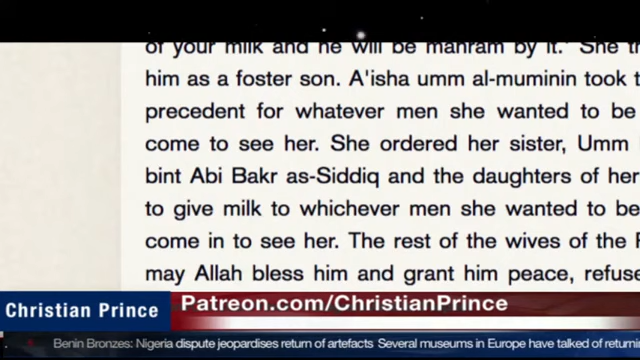 of your milk and he will be mahram by it." She
him as a foster son. A'isha umm al-muminin took
precedent for whatever men she wanted to be
come to see her. She ordered her sister, Umm
bint Abi Bakr as-Siddiq and the daughters of her
to give milk to whichever men she wanted to be
come in to see her. The rest of the wives of the
may Allah bless him and grant him peace,
Christian Prince
Patreon.com/ChristianPrince
Benin Bronzes: Nigeria dispute jeopardises return of artefacts Several museums in Europe have talked of